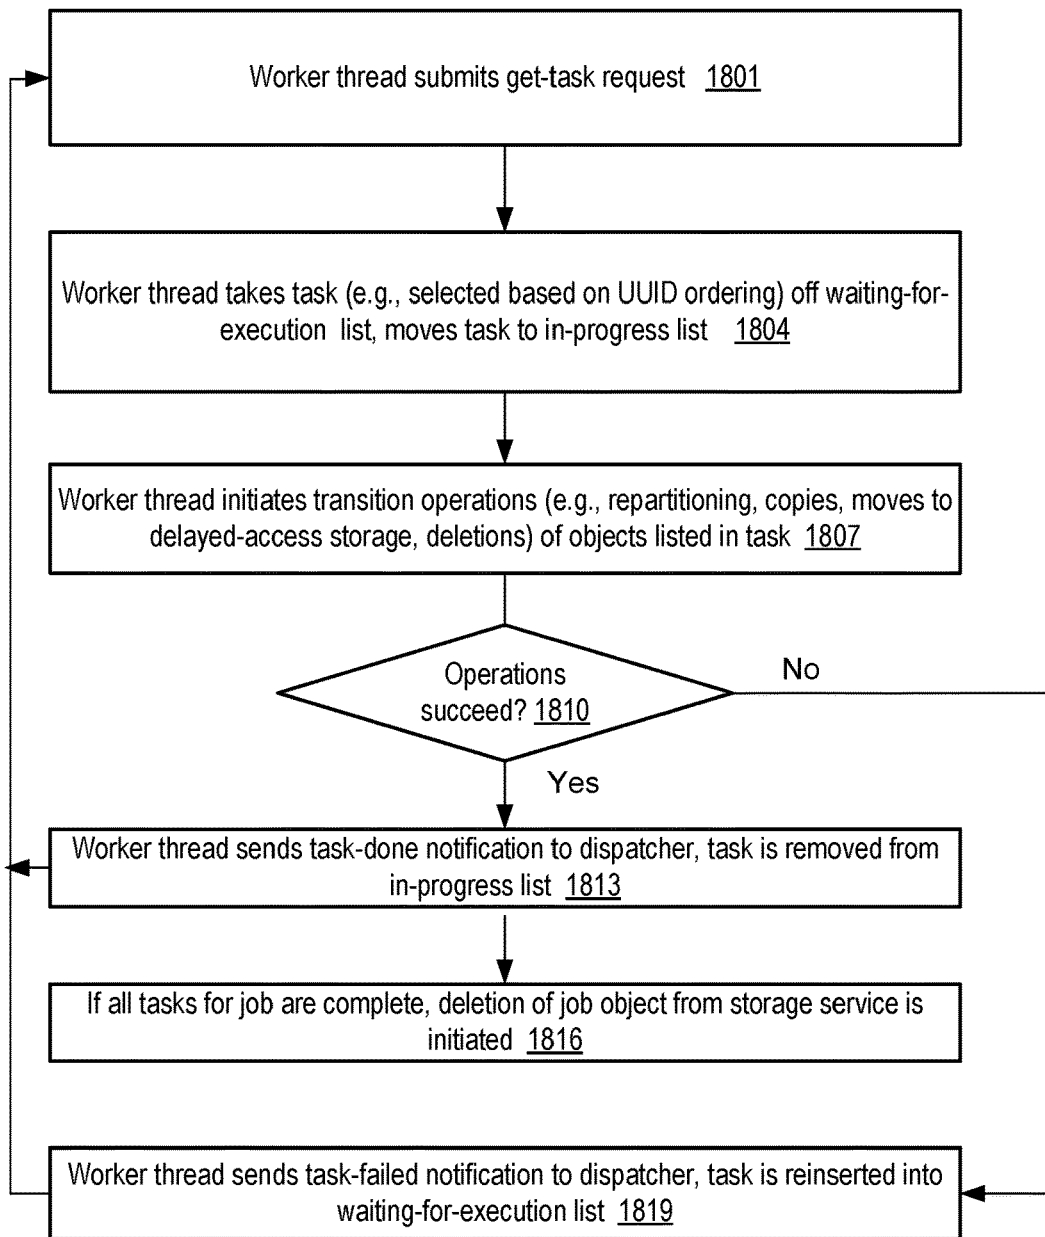 Worker thread submits get-task request 1801
Worker thread takes task (e.g., selected based on UUID ordering) off waiting-for-
execution list, moves task to in-progress list 1804
Worker thread initiates transition operations (e.g., repartitioning, copies, moves to
delayed-access storage, deletions) of objects listed in task 1807
Operations
succeed? 1810
No
Yes
Worker thread sends task-done notification to dispatcher, task is removed from
in-progress list 1813
If all tasks for job are complete, deletion of job object from storage service is
initiated 1816
Worker thread sends task-failed notification to dispatcher, task is reinserted into
waiting-for-execution list 1819